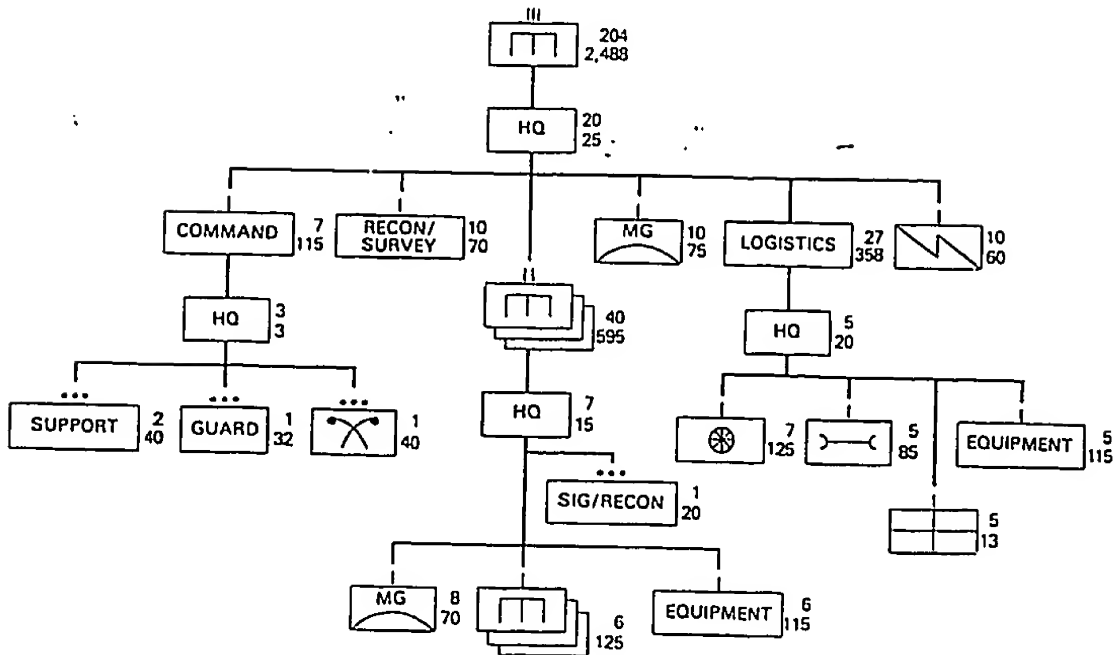 204
2,488
HQ
20
25
COMMAND
7
115
RECON/
SURVEY
10
70
MG
10
75
LOGISTICS
27
358
10
60
HQ
3
3
40
595
HQ
5
20
SUPPORT
2
40
GUARD
1
32
1
40
HQ
7
15
7
125
5
85
EQUIPMENT
5
115
SIG/RECON
1
20
5
13
MG
8
70
6
125
EQUIPMENT
6
115